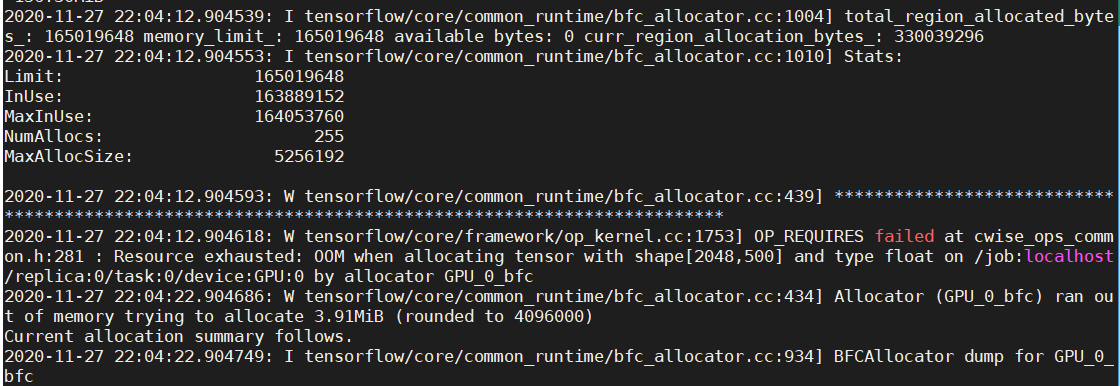 2020-11-27 22:04:12.904539: I tensorflow/core/common_runtime/bfc_allocator.cc:1004] total_region_allocated_byte
s_: 165019648 memory_limit_: 165019648 available bytes: 0 curr_region_allocation_bytes_: 330039296
2020-11-27 22:04:12.904553: I tensorflow/core/common_runtime/bfc_allocator.cc:1010] Stats:
Limit:                   165019648
InUse:                   163889152
MaxInUse:                164053760
NumAllocs:                     255
MaxAllocSize:              5256192

2020-11-27 22:04:12.904593: W tensorflow/core/common_runtime/bfc_allocator.cc:439] ****************************
************************************************************************
2020-11-27 22:04:12.904618: W tensorflow/core/framework/op_kernel.cc:1753] OP_REQUIRES failed at cwise_ops_comm
on.h:281 : Resource exhausted: OOM when allocating tensor with shape[2048,500] and type float on /job:localhost
/replica:0/task:0/device:GPU:0 by allocator GPU_0_bfc
2020-11-27 22:04:22.904686: W tensorflow/core/common_runtime/bfc_allocator.cc:434] Allocator (GPU_0_bfc) ran ou
t of memory trying to allocate 3.91MiB (rounded to 4096000)
Current allocation summary follows.
2020-11-27 22:04:22.904749: I tensorflow/core/common_runtime/bfc_allocator.cc:934] BFCAllocator dump for GPU_0_
bfc